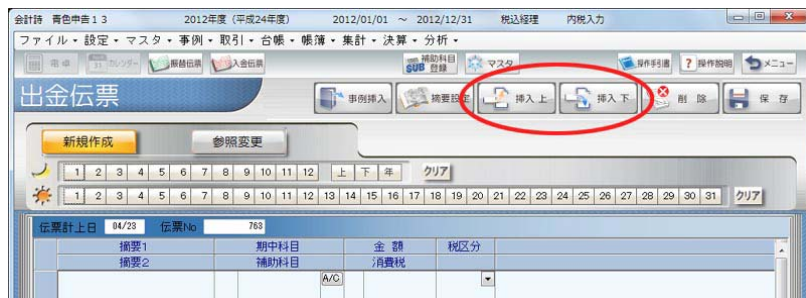 会計詩 青色申告１３ 2012年度（平成24年度） 2012/01/01 ～ 2012/12/31 税込経理 内税入力
ファイル・設定・マスタ・事例・取引・台帳・帳簿・集計・決算・分析・
電卓 カレンダー 振替伝票 入金伝票 SUB 補助科目登録 マスタ 操作手引書 ? 操作説明 メニュー
出金伝票 事例挿入 摘要設定 挿入上 挿入下 削除 保存
新規作成 参照変更
1 2 3 4 5 6 7 8 9 10 11 12 上 下 年 クリア
1 2 3 4 5 6 7 8 9 10 11 12 13 14 15 16 17 18 19 20 21 22 23 24 25 26 27 28 29 30 31 クリア
伝票計上日 04/23 伝票No 763
摘要1 期中科目 金額 税区分
摘要2 補助科目 消費税
A/C